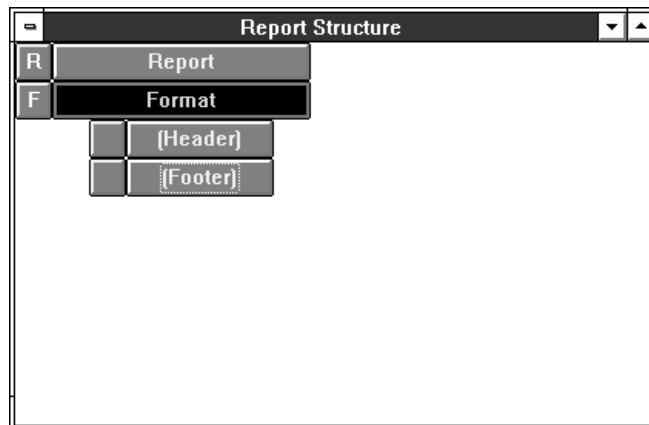 Report Structure
R Report
F Format
(Header)
(Footer)